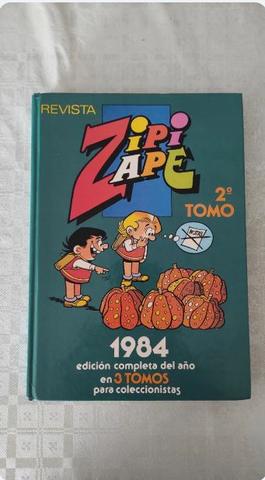 REVISTA
ZIPI
ZAPE
2º
TOMO
1984
edición completa del año
en 3 TOMOS
para coleccionistas